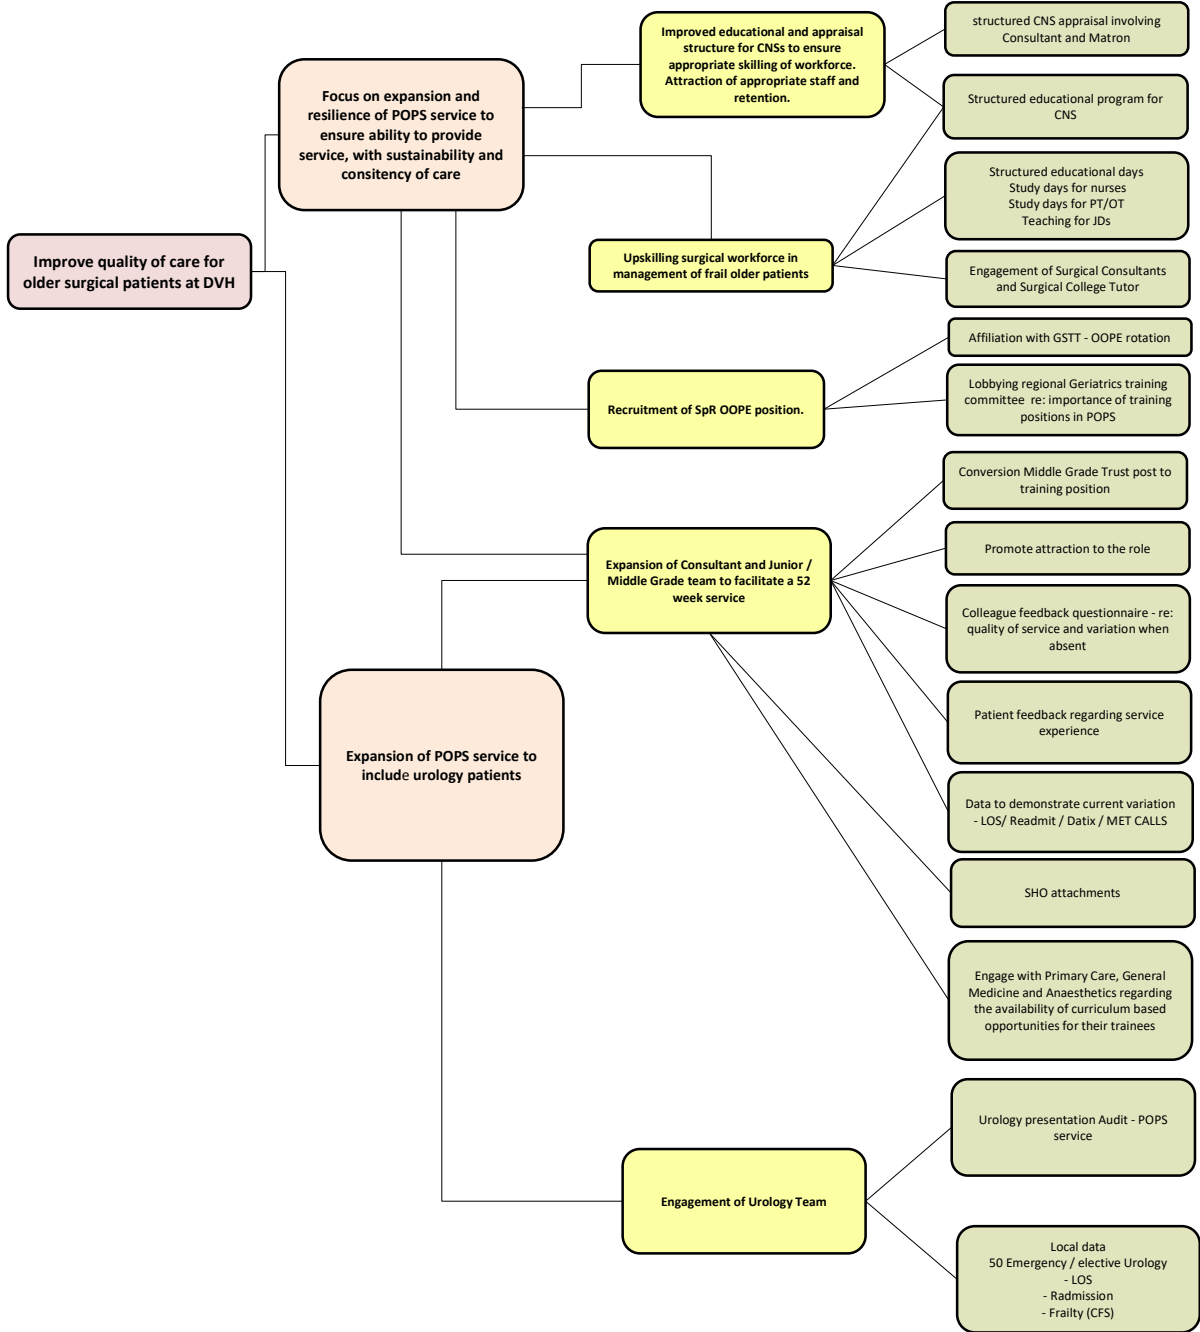 Improve quality of care for
older surgical patients at DVH
Focus on expansion and
resilience of POPS service to
ensure ability to provide
service, with sustainability and
consitency of care
Expansion of POPS service to
include urology patients
Improved educational and appraisal
structure for CNSs to ensure
appropriate skilling of workforce.
Attraction of appropriate staff and
retention.
Upskilling surgical workforce in
management of frail older patients
Recruitment of SpR OOPE position.
Expansion of Consultant and Junior /
Middle Grade team to facilitate a 52
week service
Engagement of Urology Team
structured CNS appraisal involving
Consultant and Matron
Structured educational program for
CNS
Structured educational days
Study days for nurses
Study days for PT/OT
Teaching for JDs
Engagement of Surgical Consultants
and Surgical College Tutor
Affiliation with GSTT - OOPE rotation
Lobbying regional Geriatrics training
committee re: importance of training
positions in POPS
Conversion Middle Grade Trust post to
training position
Promote attraction to the role
Colleague feedback questionnaire - re:
quality of service and variation when
absent
Patient feedback regarding service
experience
Data to demonstrate current variation
- LOS/ Readmit / Datix / MET CALLS
SHO attachments
Engage with Primary Care, General
Medicine and Anaesthetics regarding
the availability of curriculum based
opportunities for their trainees
Urology presentation Audit - POPS
service
Local data
50 Emergency / elective Urology
- LOS
- Radmission
- Frailty (CFS)